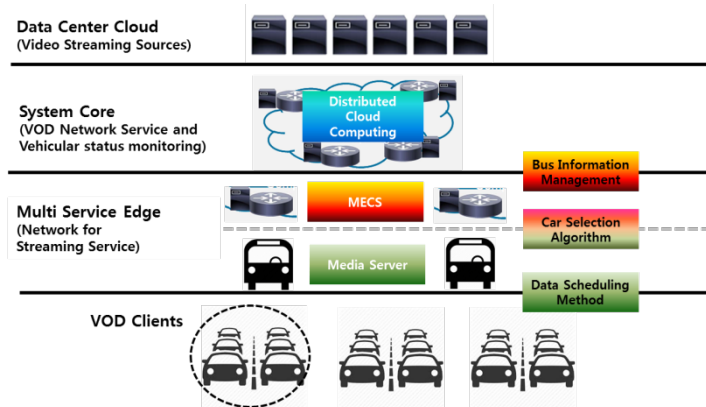 Data Center Cloud
(Video Streaming Sources)
System Core
(VOD Network Service and
Vehicular status monitoring)
Distributed
Cloud
Computing
Bus Information
Management
Multi Service Edge
(Network for
Streaming Service)
MECS
Car Selection
Algorithm
Media Server
Data Scheduling
Method
VOD Clients